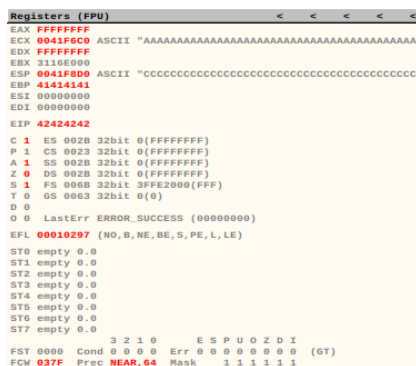 Registers (FPU) < < < < <
EAX FFFFFFFF
ECX 0041F6C0 ASCII "AAAAAAAAAAAAAAAAAAAAAAAAAAAAAAAAAAAAAAAA
EDX FFFFFFFF
EBX 3116E000
ESP 0041F8D0 ASCII "CCCCCCCCCCCCCCCCCCCCCCCCCCCCCCCCCCCCCCCC
EBP 41414141
ESI 00000000
EDI 00000000
EIP 42424242
C 1 ES 002B 32bit 0(FFFFFFFF)
P 1 CS 0023 32bit 0(FFFFFFFF)
A 1 SS 002B 32bit 0(FFFFFFFF)
Z 0 DS 002B 32bit 0(FFFFFFFF)
S 1 FS 006B 32bit 3FFE2000(FFF)
T 0 GS 0063 32bit 0(0)
D 0
O 0 LastErr ERROR_SUCCESS (00000000)
EFL 00010297 (NO,B,NE,BE,S,PE,L,LE)
ST0 empty 0.0
ST1 empty 0.0
ST2 empty 0.0
ST3 empty 0.0
ST4 empty 0.0
ST5 empty 0.0
ST6 empty 0.0
ST7 empty 0.0
3 2 1 0 E S P U O Z D I
FST 0000 Cond 0 0 0 0 Err 0 0 0 0 0 0 0 0 (GT)
FCW 037F Prec NEAR,64 Mask 1 1 1 1 1 1